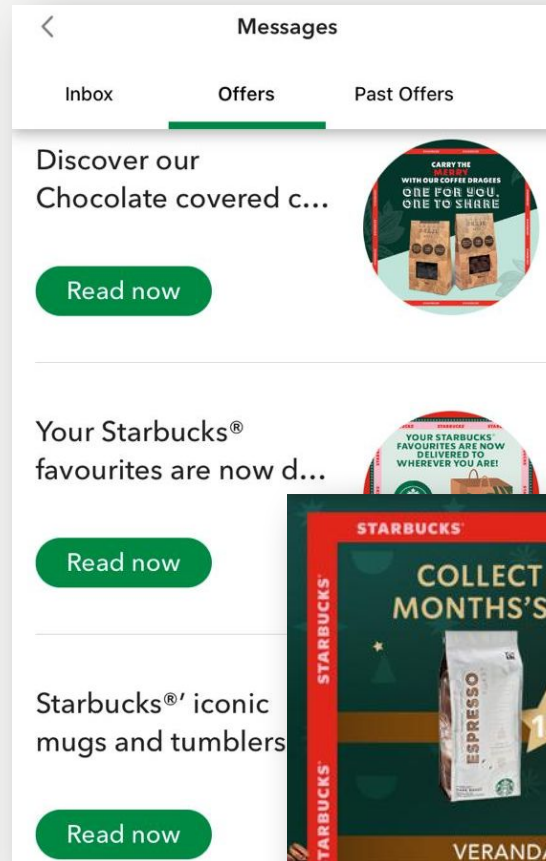 Messages
Inbox
Offers
Past Offers
Discover our
Chocolate covered c...
Read now
CARRY THE
MERRY
WITH OUR COFFEE DRAGEES
ONE FOR YOU,
ONE TO SHARE
Your Starbucks®
favourites are now d...
Read now
YOUR STARBUCKS®
FAVOURITES ARE NOW
DELIVERED TO
WHEREVER YOU ARE!
Starbucks®’ iconic
mugs and tumblers
Read now
STARBUCKS®
STARBUCKS®
STARBUCKS®
COLLECT
MONTHS'S
ESPRESSO
1
VERANDA